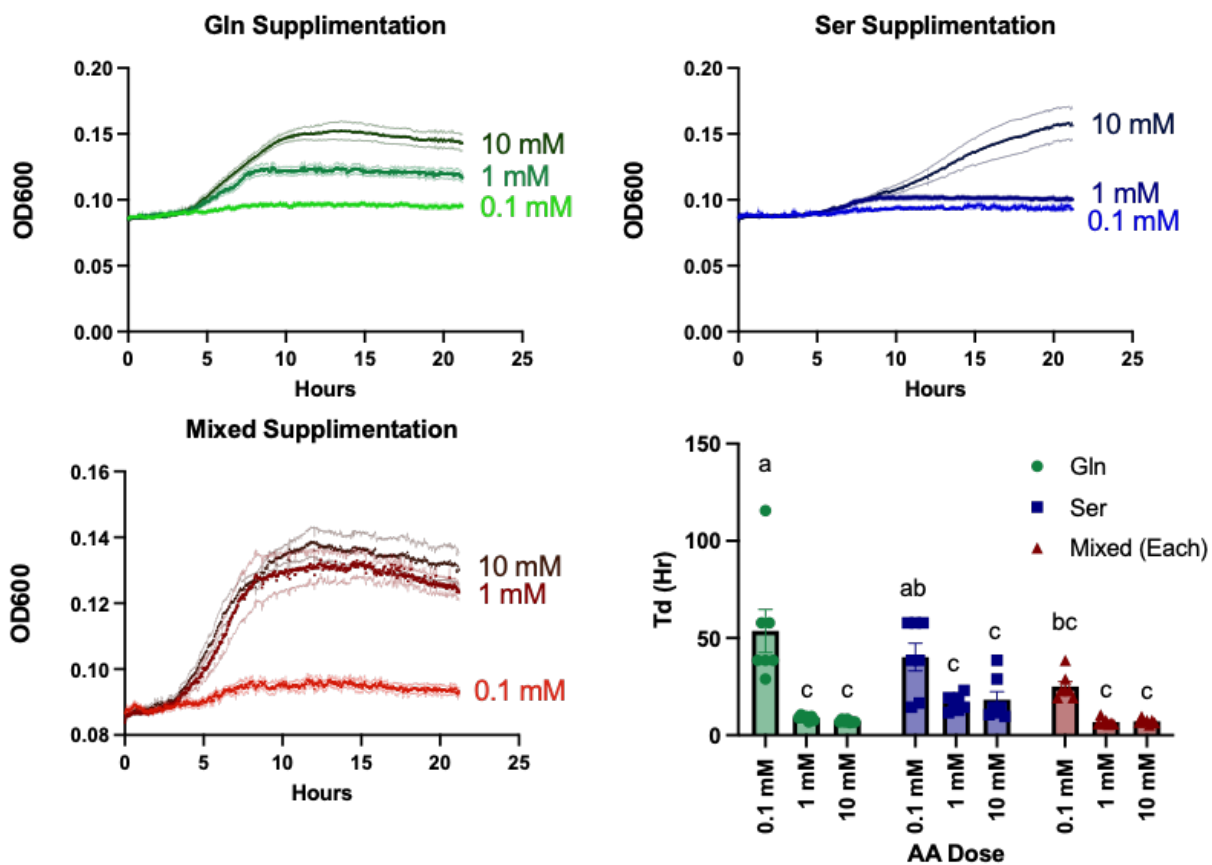 Gln Supplimentation
0.20
0.15
0.10
0.05
0.00
OD600
10 mM
1 mM
0.1 mM
0 5 10 15 20 25
Hours
Ser Supplimentation
0.20
0.15
0.10
0.05
0.00
OD600
10 mM
1 mM
0.1 mM
0 5 10 15 20 25
Hours
Mixed Supplimentation
0.16
0.14
0.12
0.10
0.08
OD600
10 mM
1 mM
0.1 mM
0 5 10 15 20 25
Hours
150
100
50
0
Td (Hr)
a
c c
ab
c
c
bc
c c
Gln
Ser
Mixed (Each)
0.1 mM
1 mM
10 mM
0.1 mM
1 mM
10 mM
0.1 mM
1 mM
10 mM
AA Dose